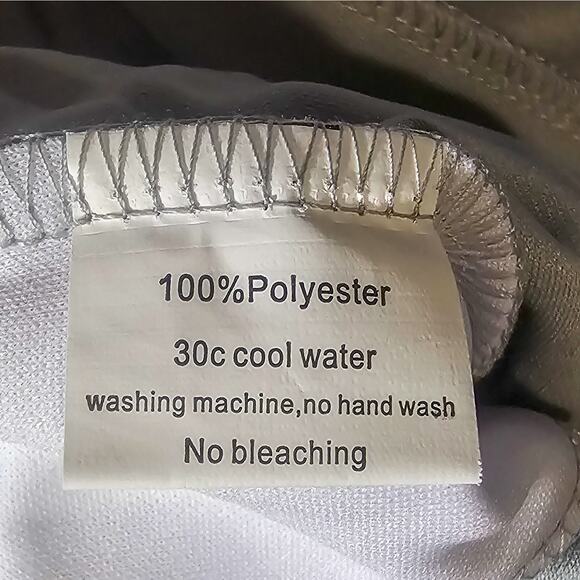 100%Polyester
30c cool water
washing machine,no hand wash
No bleaching